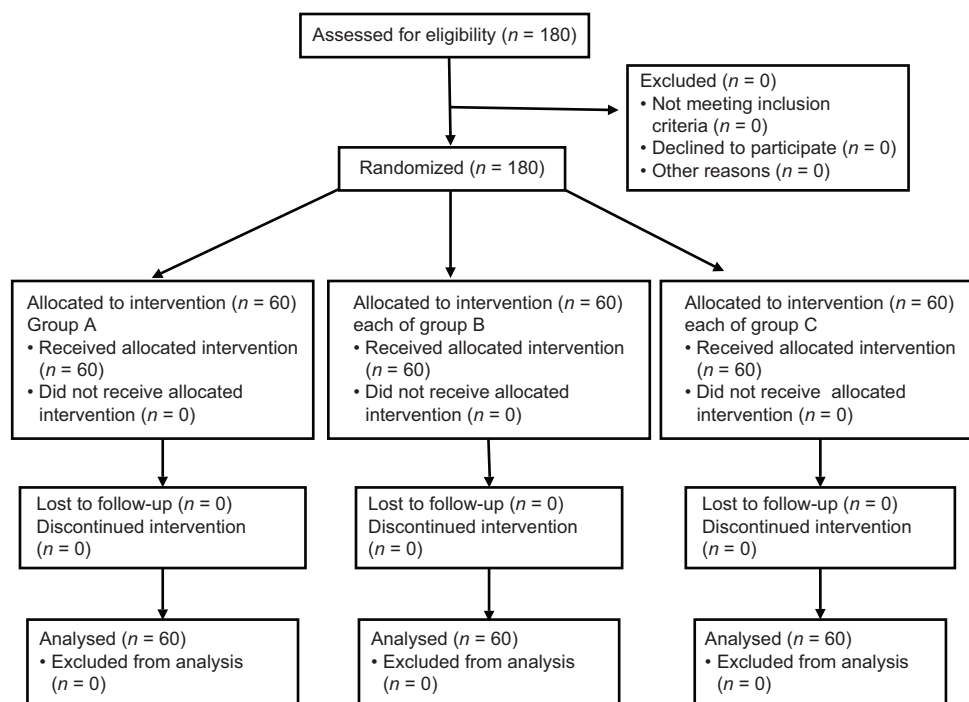 Assessed for eligibility (n = 180)
Excluded (n = 0)
• Not meeting inclusion
criteria (n = 0)
• Declined to participate (n = 0)
• Other reasons (n = 0)
Randomized (n = 180)
Allocated to intervention (n = 60)
Group A
• Received allocated intervention
(n = 60)
• Did not receive allocated
intervention (n = 0)
Allocated to intervention (n = 60)
each of group B
• Received allocated intervention
(n = 60)
• Did not receive allocated
intervention (n = 0)
Allocated to intervention (n = 60)
each of group C
• Received allocated intervention
(n = 60)
• Did not receive allocated
intervention (n = 0)
Lost to follow-up (n = 0)
Discontinued intervention
(n = 0)
Lost to follow-up (n = 0)
Discontinued intervention
(n = 0)
Lost to follow-up (n = 0)
Discontinued intervention
(n = 0)
Analysed (n = 60)
• Excluded from analysis
(n = 0)
Analysed (n = 60)
• Excluded from analysis
(n = 0)
Analysed (n = 60)
• Excluded from analysis
(n = 0)